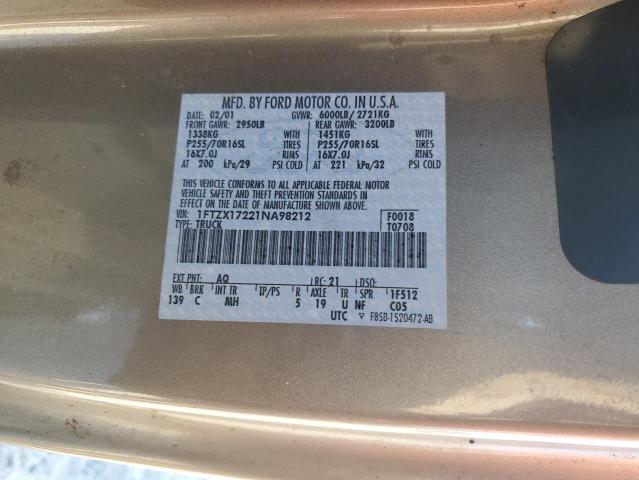 MFD. BY FORD MOTOR CO. IN U.S.A.
DATE: 02/01 GVWR: 6000LB/ 2721KG
FRONT GAWR: 2950LB REAR GAWR: 3200LB
1338KG WITH 1451KG WITH
P255/70R16SL TIRES P255/70R16SL TIRES
16X7.0J RIMS 16X7.0J RIMS
AT 200 kPa/29 PSI COLD AT 221 kPa/32 PSI COLD
THIS VEHICLE CONFORMS TO ALL APPLICABLE FEDERAL MOTOR
VEHICLE SAFETY AND THEFT PREVENTION STANDARDS IN EFFECT
ON THE DATE OF MANUFACTURE SHOWN ABOVE.
VIN: 1FTZX17221NA98212 F0018
TYPE: TRUCK T0708
EXT PNT: AQ RC: 21 DSO:
WB BRK INT TR TP/PS R AXLE TR SPR 1F512
139 C MH 5 19 U NF C05
UTC ▽ F8SB-1520472-AB